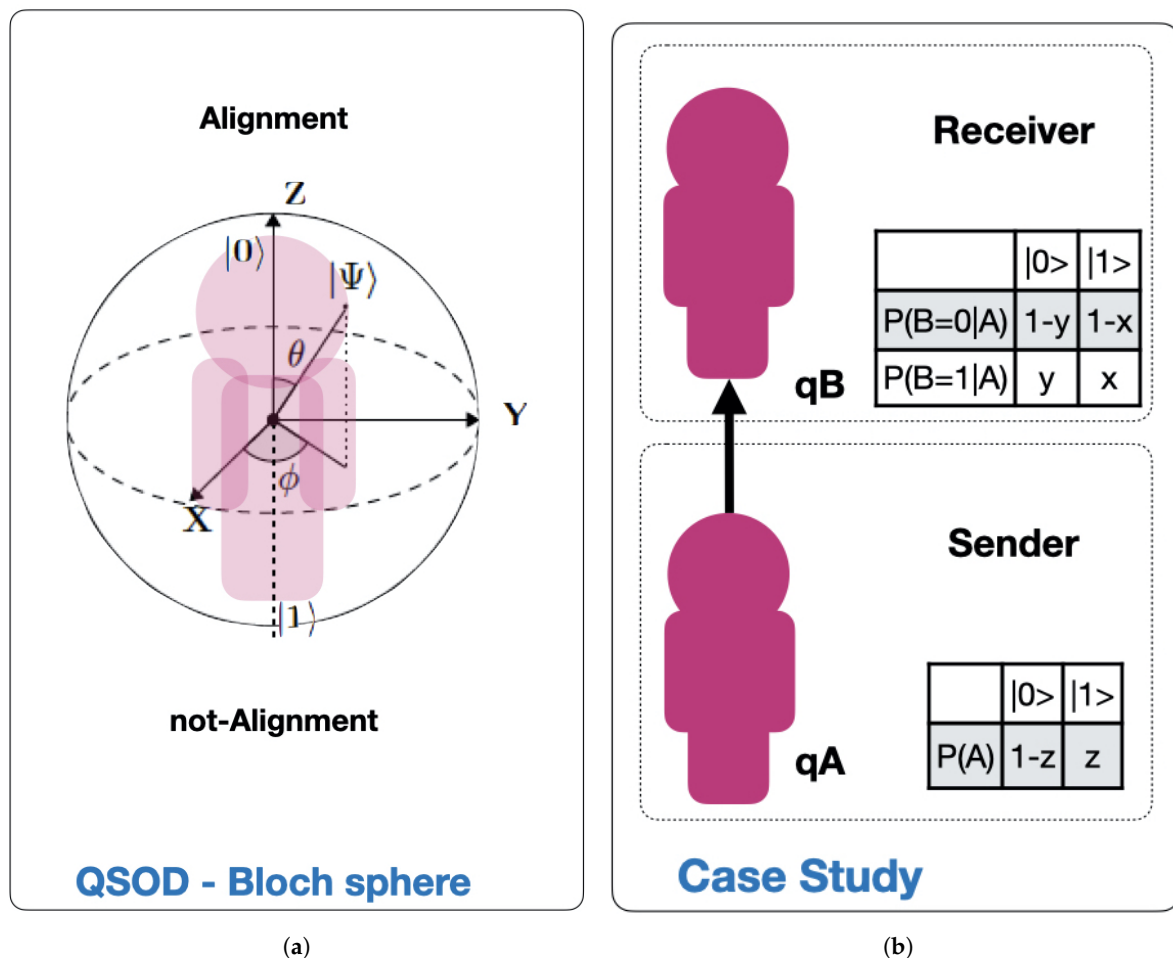 Alignment
Z
|0⟩
|Ψ⟩
θ
Y
ϕ
X
|1⟩
not-Alignment
QSOD - Bloch sphere
(a)
Receiver
|0> |1>
P(B=0|A) 1-y 1-x
P(B=1|A) y x
qB
Sender
|0> |1>
P(A) 1-z z
qA
Case Study
(b)